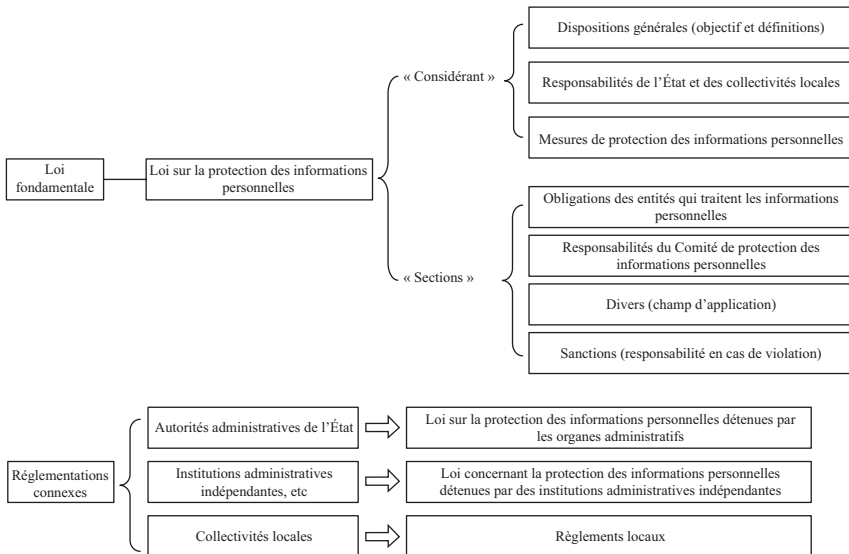 Loi
fondamentale
Loi sur la protection des informations
personnelles
« Considérant »
Dispositions générales (objectif et définitions)
Responsabilités de l’État et des collectivités locales
Mesures de protection des informations personnelles
« Sections »
Obligations des entités qui traitent les informations
personnelles
Responsabilités du Comité de protection des
informations personnelles
Divers (champ d’application)
Sanctions (responsabilité en cas de violation)
Réglementations
connexes
Autorités administratives de l’État
Loi sur la protection des informations personnelles détenues par
les organes administratifs
Institutions administratives
indépendantes, etc
Loi concernant la protection des informations personnelles
détenues par des institutions administratives indépendantes
Collectivités locales
Règlements locaux